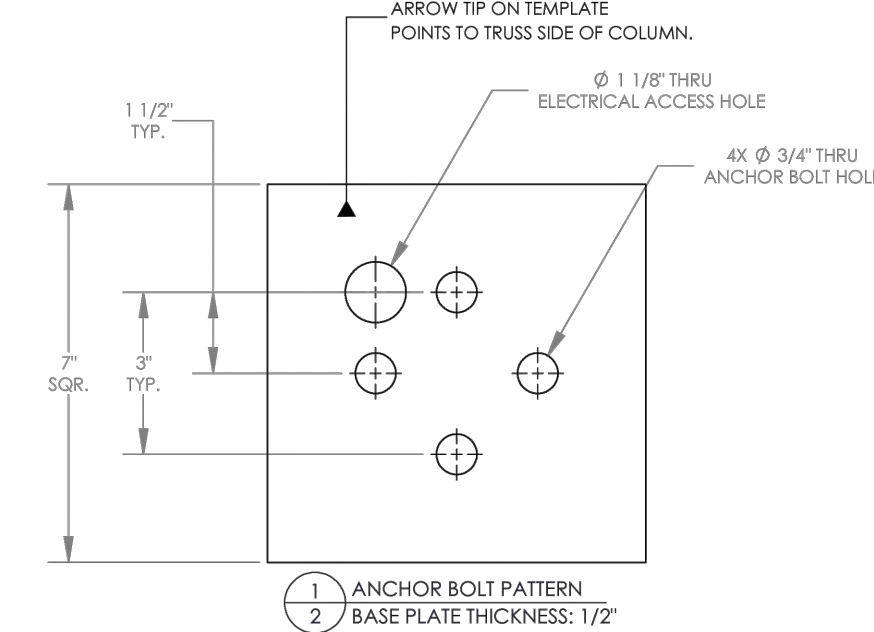 ARROW TIP ON TEMPLATE
POINTS TO TRUSS SIDE OF COLUMN.
Ø 1 1/8" THRU
ELECTRICAL ACCESS HOLE
1 1/2"
TYP.
4X Ø 3/4" THRU
ANCHOR BOLT HOL
7"
SQR.
3"
TYP.
1
2
ANCHOR BOLT PATTERN
BASE PLATE THICKNESS: 1/2"